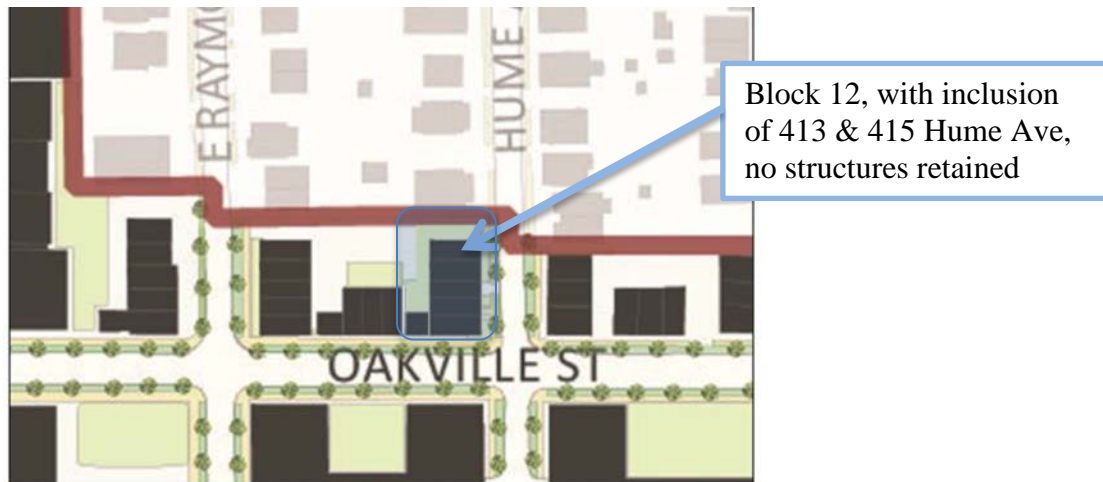 E RAYMO
HUME A
Block 12, with inclusion
of 413 & 415 Hume Ave,
no structures retained
OAKVILLE ST